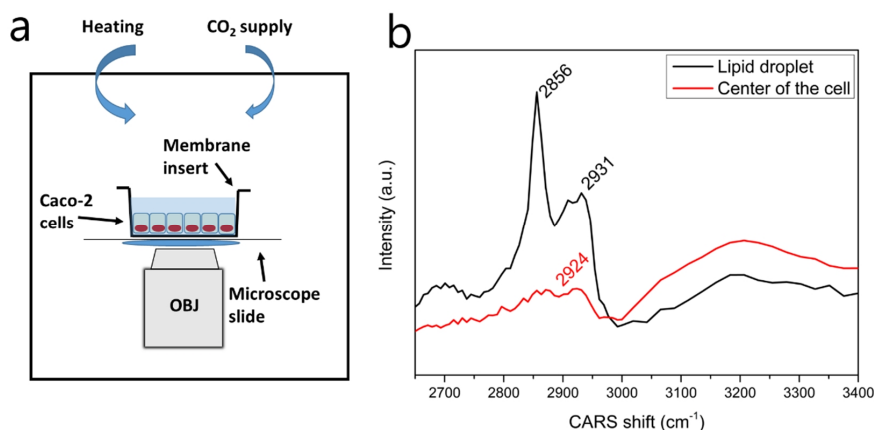 a
Heating
CO₂ supply
Membrane
insert
Caco-2
cells
OBJ
Microscope
slide
b
Lipid droplet
Center of the cell
2856
2931
2924
Intensity (a.u.)
2700 2800 2900 3000 3100 3200 3300 3400
CARS shift (cm⁻¹)